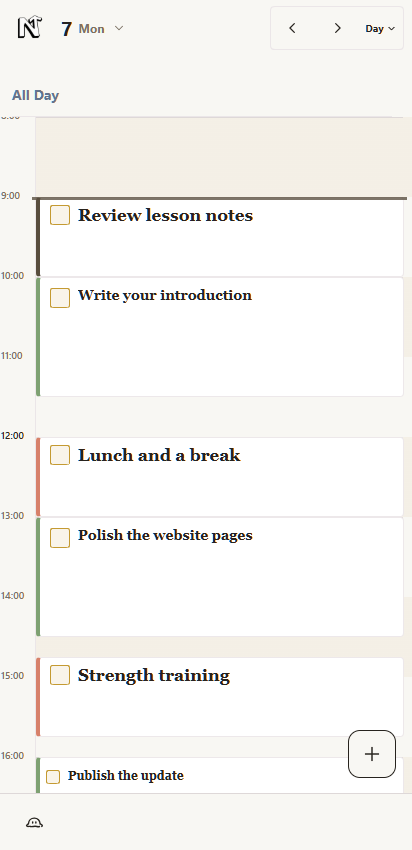 7 Mon
Day
All Day
9:00
Review lesson notes
10:00
Write your introduction
11:00
12:00
Lunch and a break
13:00
Polish the website pages
14:00
15:00
Strength training
16:00
Publish the update